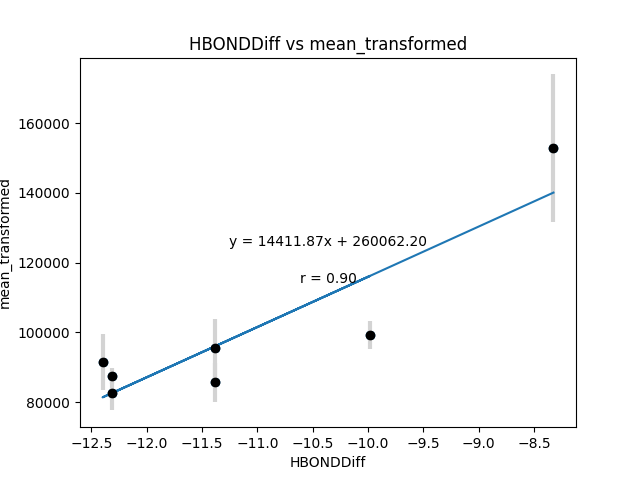 HBONDDiff vs mean_transformed
mean_transformed
160000
140000
120000
100000
80000
y = 14411.87x + 260062.20
r = 0.90
−12.5 −12.0 −11.5 −11.0 −10.5 −10.0 −9.5 −9.0 −8.5
HBONDDiff